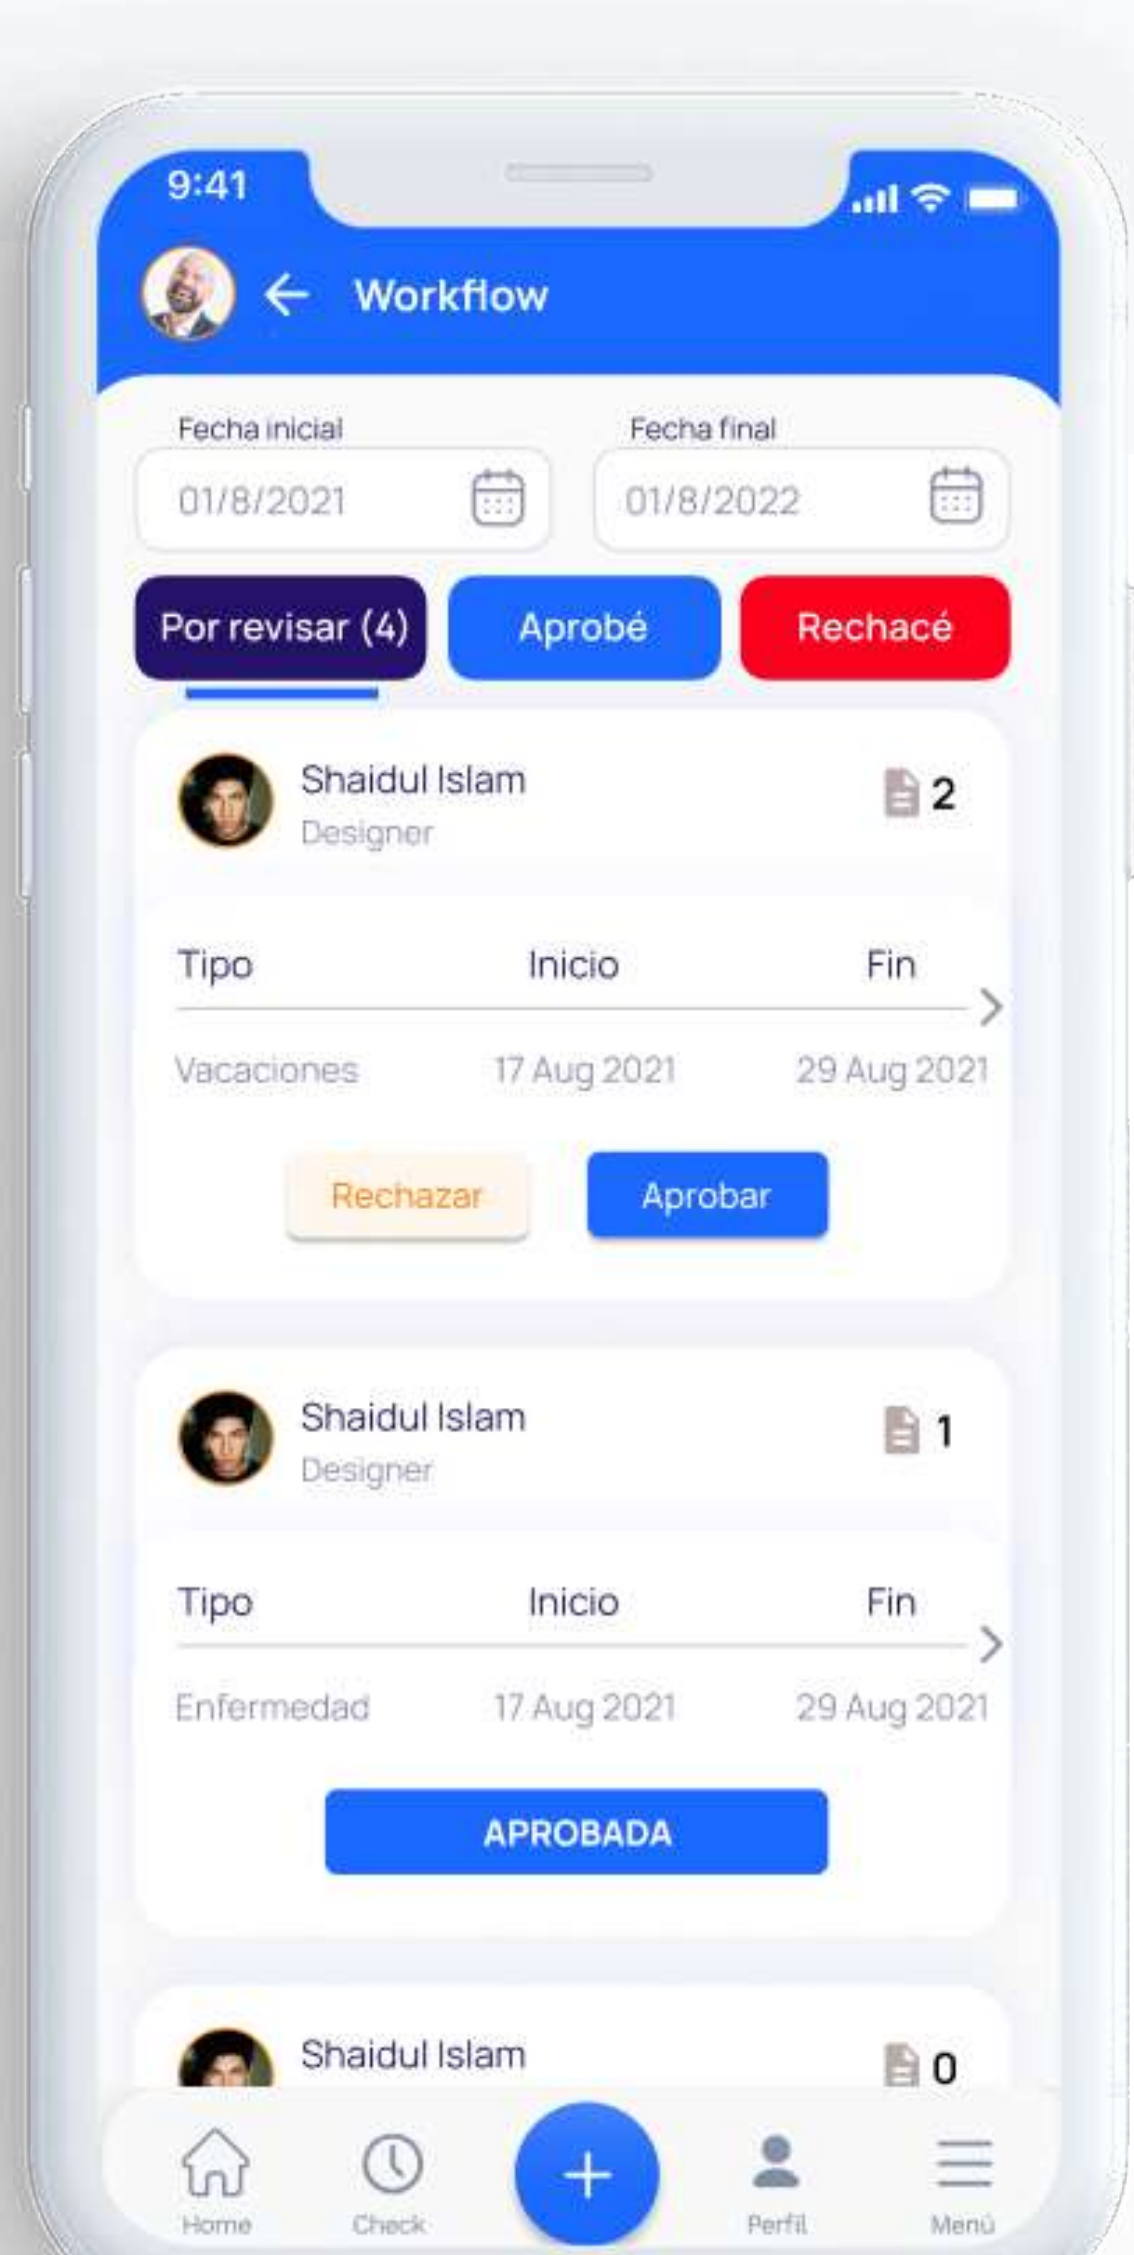 9:41
Workflow
Fecha inicial Fecha final
01/8/2021 01/8/2022
Por revisar (4) Aprobé Rechacé
Shaidul Islam 2
Designer
Tipo Inicio Fin
Vacaciones 17 Aug 2021 29 Aug 2021
Rechazar Aprobar
Shaidul Islam 1
Designer
Tipo Inicio Fin
Enfermedad 17 Aug 2021 29 Aug 2021
APROBADA
Shaidul Islam 0
Home Check Perfil Menú